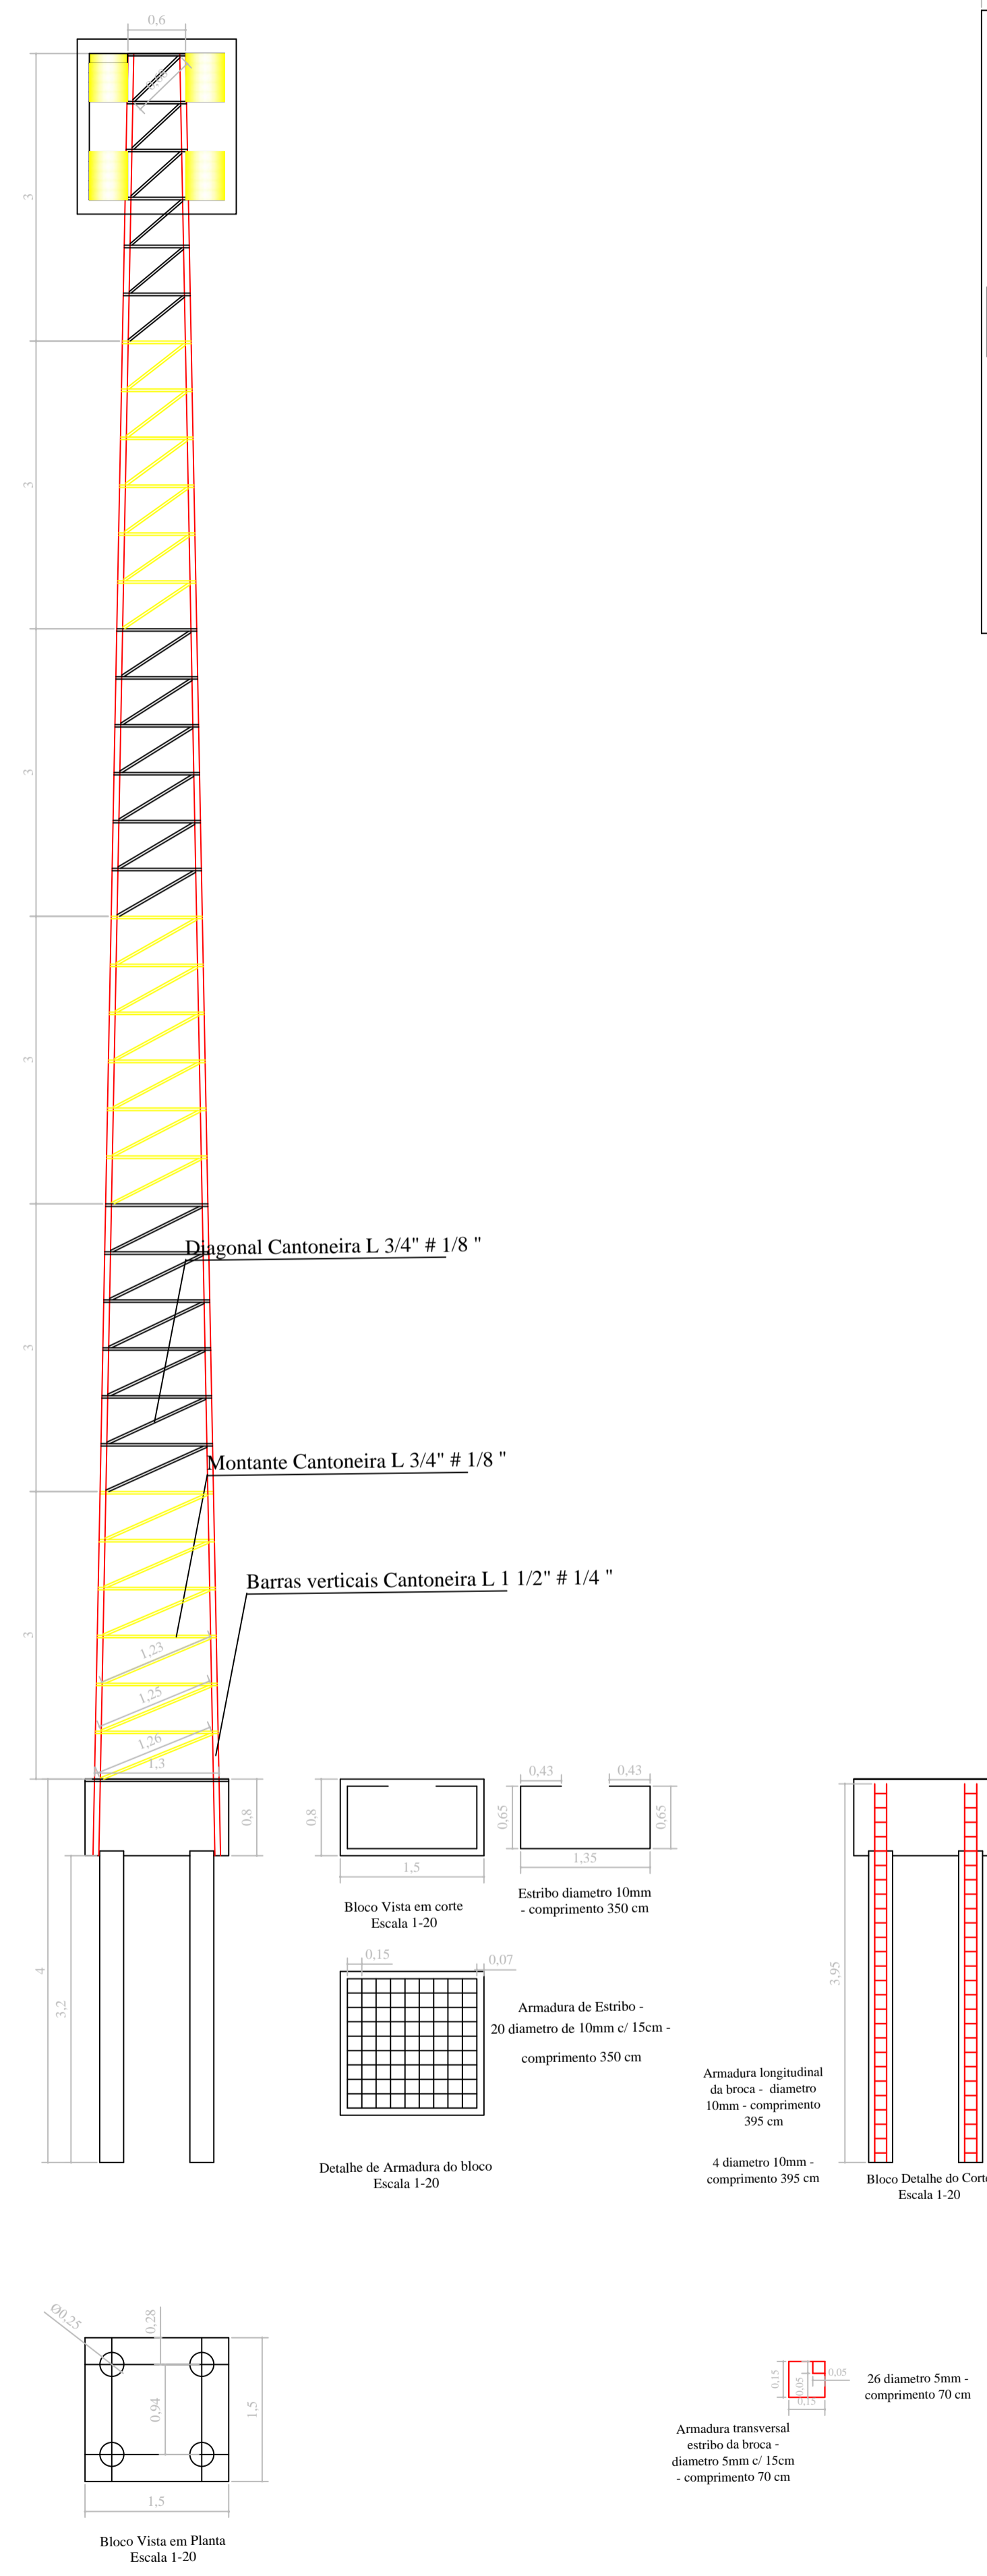 0,6
0,68
3
3
3
3
Diagonal Cantoneira L 3/4" # 1/8 "
3
Montante Cantoneira L 3/4" # 1/8 "
Barras verticais Cantoneira L 1 1/2" # 1/4 "
3
1,23
1,25
1,26
1,3
0,8
4
3,2
0,8
1,5
Bloco Vista em corte
Escala 1-20
0,43
0,43
0,65
0,65
1,35
Estribo diametro 10mm
- comprimento 350 cm
0,15
0,07
Armadura de Estribo -
20 diametro de 10mm c/ 15cm -
comprimento 350 cm
Detalhe de Armadura do bloco
Escala 1-20
Armadura longitudinal
da broca - diametro
10mm - comprimento
395 cm
4 diametro 10mm -
comprimento 395 cm
3,95
Bloco Detalhe do Corte
Escala 1-20
Ø0,25
0,28
0,94
1,5
1,5
Bloco Vista em Planta
Escala 1-20
0,15
0,05
0,05
0,15
26 diametro 5mm -
comprimento 70 cm
Armadura transversal
estribo da broca -
diametro 5mm c/ 15cm
- comprimento 70 cm